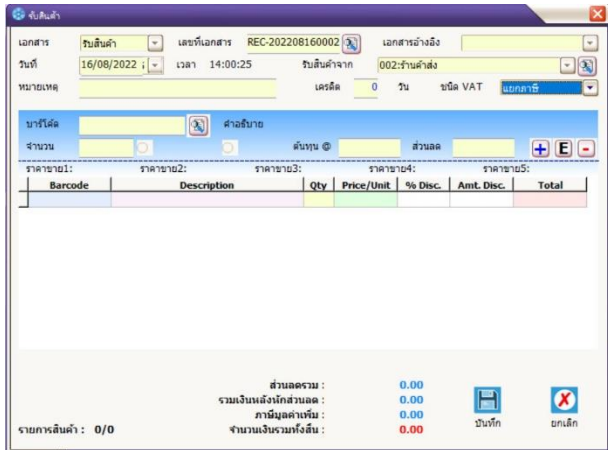 รับสินค้า
เอกสาร รับสินค้า เลขที่เอกสาร REC-202208160002 เอกสารอ้างอิง
วันที่ 16/08/2022 เวลา 14:00:25 รับสินค้าจาก 002:ร้านค้าส่ง
หมายเหตุ เครดิต 0 วัน ชนิด VAT แยกภาษี
บาร์โค้ด คำอธิบาย
จำนวน ต้นทุน @ ส่วนลด + E -
ราคาขาย1: ราคาขาย2: ราคาขาย3: ราคาขาย4: ราคาขาย5:
Barcode Description Qty Price/Unit % Disc. Amt. Disc. Total
ส่วนลดรวม : 0.00
รวมเงินหลังหักส่วนลด : 0.00
ภาษีมูลค่าเพิ่ม : 0.00
รายการสินค้า : 0/0 จำนวนเงินรวมทั้งสิ้น : 0.00
บันทึก ยกเลิก